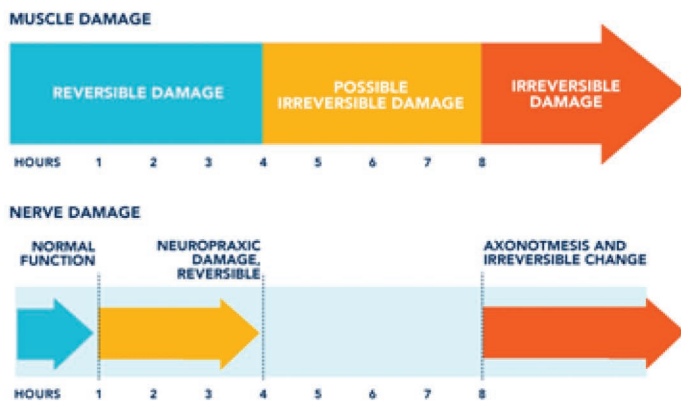 MUSCLE DAMAGE
REVERSIBLE DAMAGE
POSSIBLE
IRREVERSIBLE DAMAGE
IRREVERSIBLE
DAMAGE
HOURS 1 2 3 4 5 6 7 8
NERVE DAMAGE
NORMAL
FUNCTION
NEUROPRAXIC
DAMAGE,
REVERSIBLE
AXONOTMESIS AND
IRREVERSIBLE CHANGE
HOURS 1 2 3 4 5 6 7 8